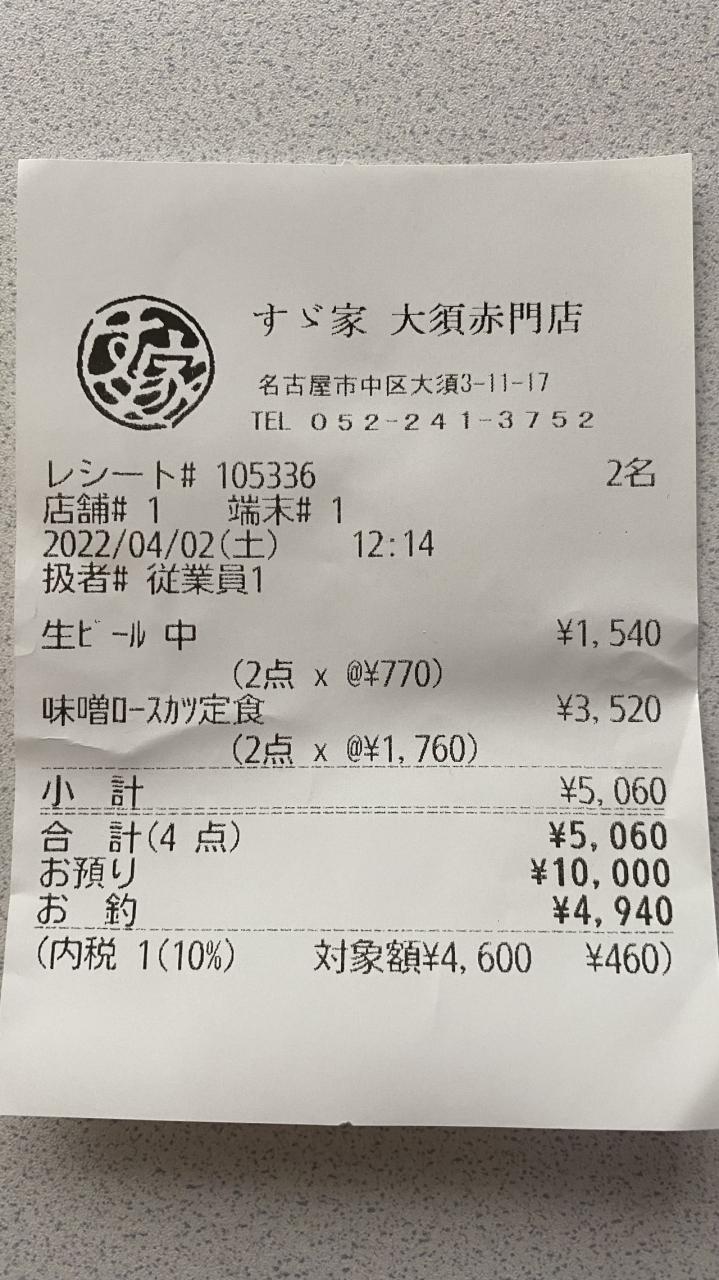 すゞ家
すゞ家 大須赤門店
名古屋市中区大須3-11-17
TEL 052-241-3752
レシート# 105336 2名
店舗# 1 端末# 1
2022/04/02(土) 12:14
扱者# 従業員1
生ﾋﾞｰﾙ 中 ¥1,540
(2点 x @¥770)
味噌ﾛｰｽｶﾂ定食 ¥3,520
(2点 x @¥1,760)
小 計 ¥5,060
合 計(4 点) ¥5,060
お預り ¥10,000
お 釣 ¥4,940
(内税 1(10%) 対象額¥4,600 ¥460)